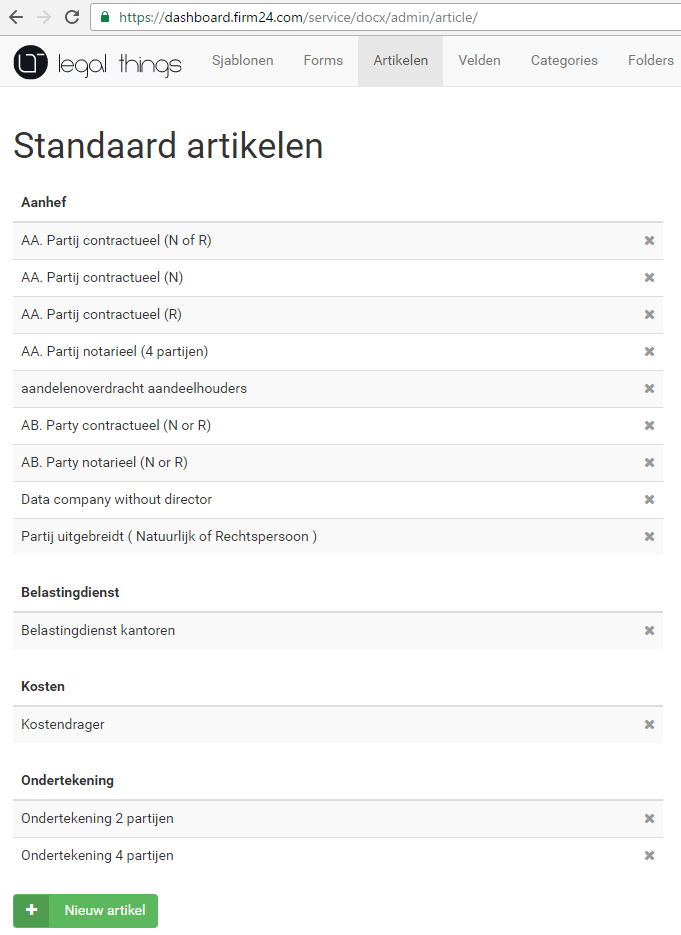 https://dashboard.firm24.com/service/docx/admin/article/
legal things Sjablonen Forms Artikelen Velden Categories Folders
Standaard artikelen
Aanhef
AA. Partij contractueel (N of R)
AA. Partij contractueel (N)
AA. Partij contractueel (R)
AA. Partij notarieel (4 partijen)
aandelenoverdracht aandeelhouders
AB. Party contractueel (N or R)
AB. Party notarieel (N or R)
Data company without director
Partij uitgebreidt ( Natuurlijk of Rechtspersoon )
Belastingdienst
Belastingdienst kantoren
Kosten
Kostendrager
Ondertekening
Ondertekening 2 partijen
Ondertekening 4 partijen
Nieuw artikel